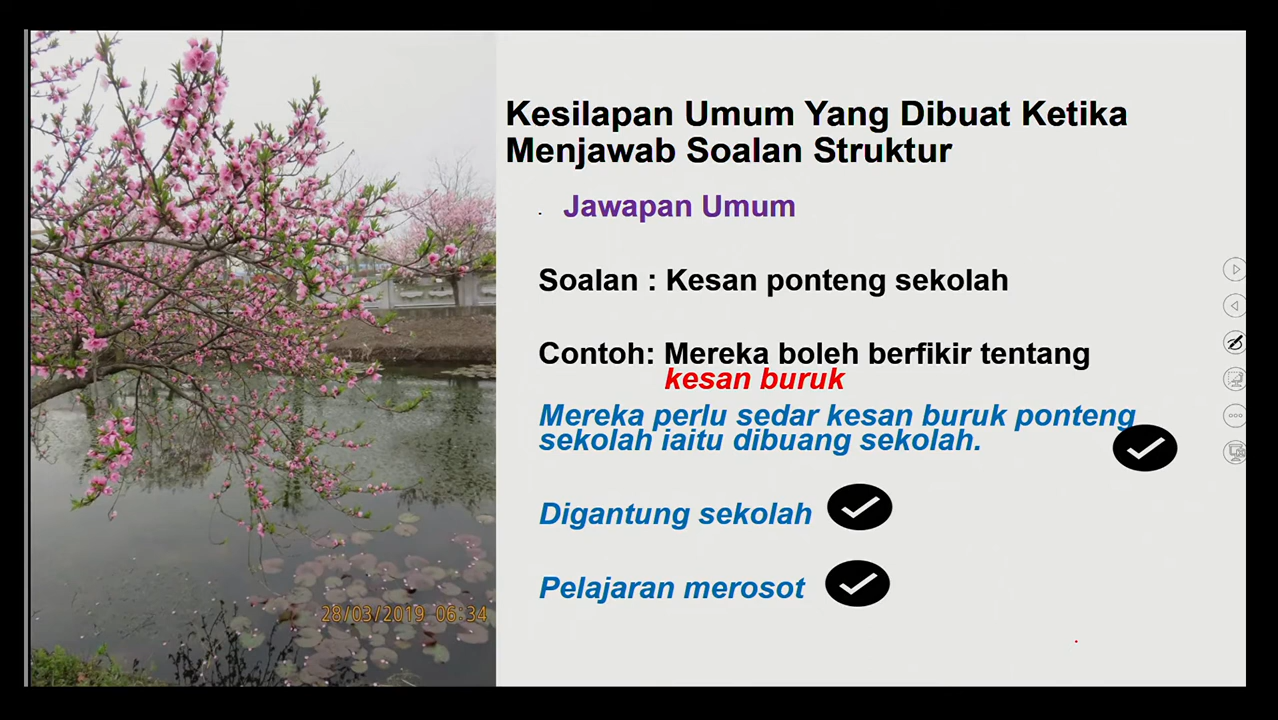 Kesilapan Umum Yang Dibuat Ketika
Menjawab Soalan Struktur
. Jawapan Umum
Soalan : Kesan ponteng sekolah
Contoh: Mereka boleh berfikir tentang
kesan buruk
Mereka perlu sedar kesan buruk ponteng
sekolah iaitu dibuang sekolah.
Digantung sekolah
Pelajaran merosot
28/03/2019 06:34